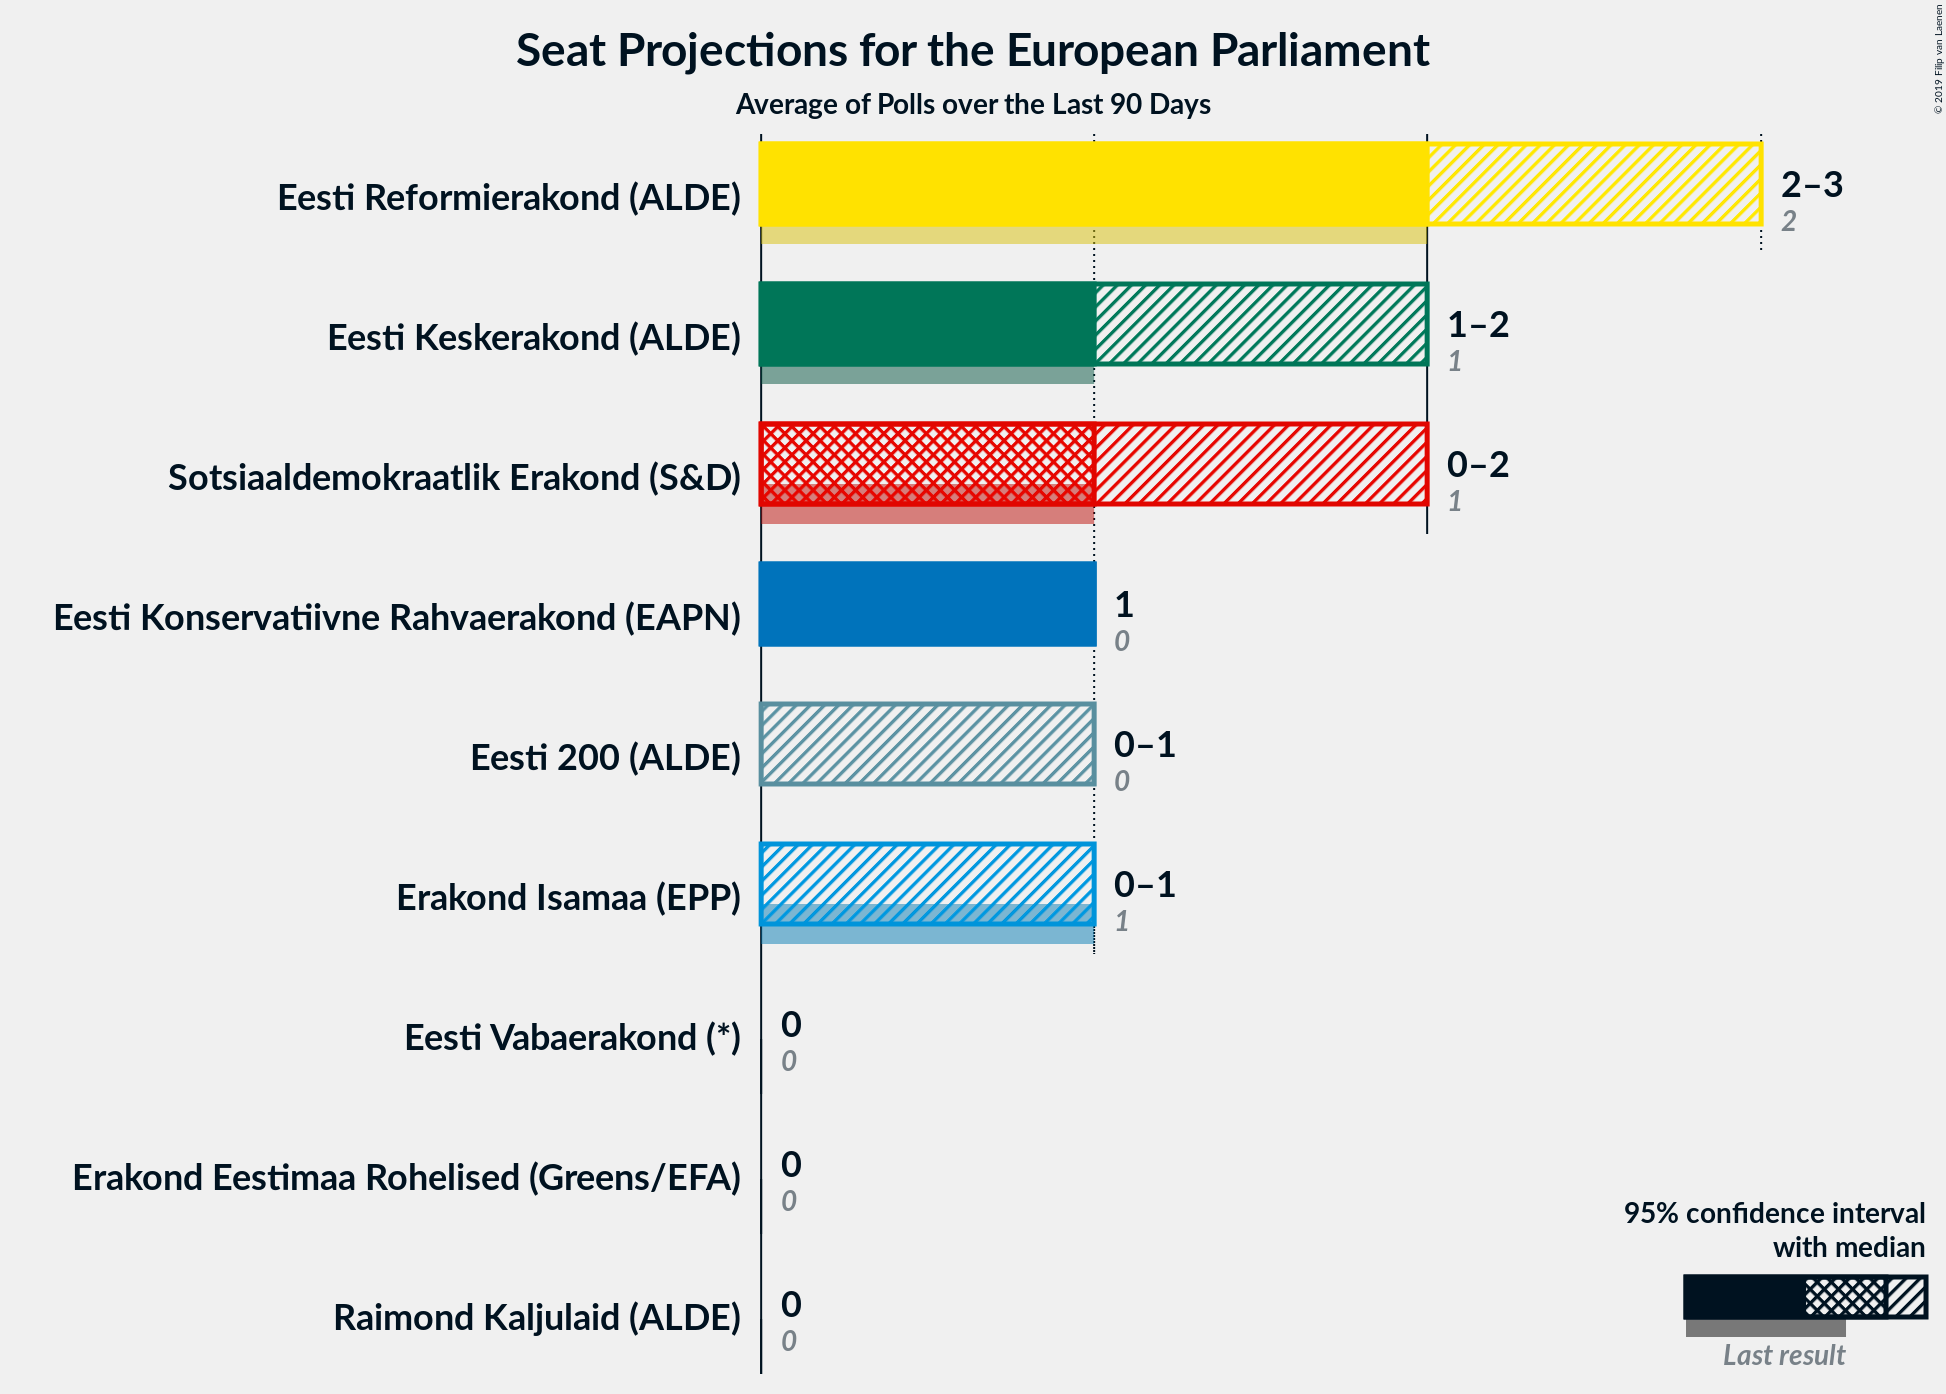 Seat Projections for the European Parliament
Average of Polls over the Last 90 Days
© 2019 Filip van Laenen
Eesti Reformierakond (ALDE)
2–3
2
Eesti Keskerakond (ALDE)
1–2
1
Sotsiaaldemokraatlik Erakond (S&D)
0–2
1
Eesti Konservatiivne Rahvaerakond (EAPN)
1
0
Eesti 200 (ALDE)
0–1
0
Erakond Isamaa (EPP)
0–1
1
Eesti Vabaerakond (*)
0
0
Erakond Eestimaa Rohelised (Greens/EFA)
0
0
Raimond Kaljulaid (ALDE)
0
0
95% confidence interval
with median
Last result